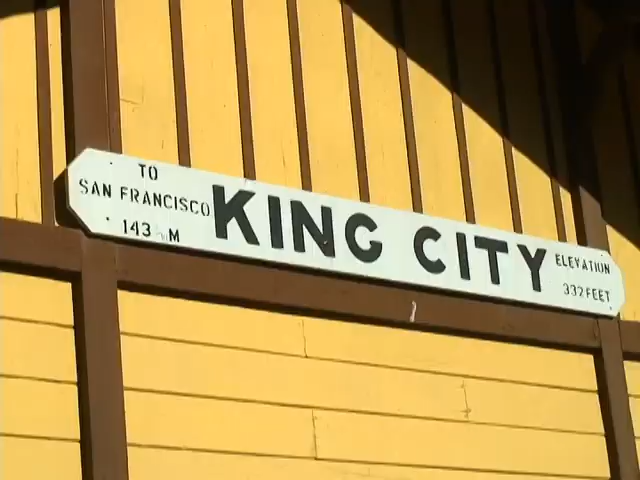 TO
SAN FRANCISCO
143 M
KING CITY
ELEVATION
332 FEET